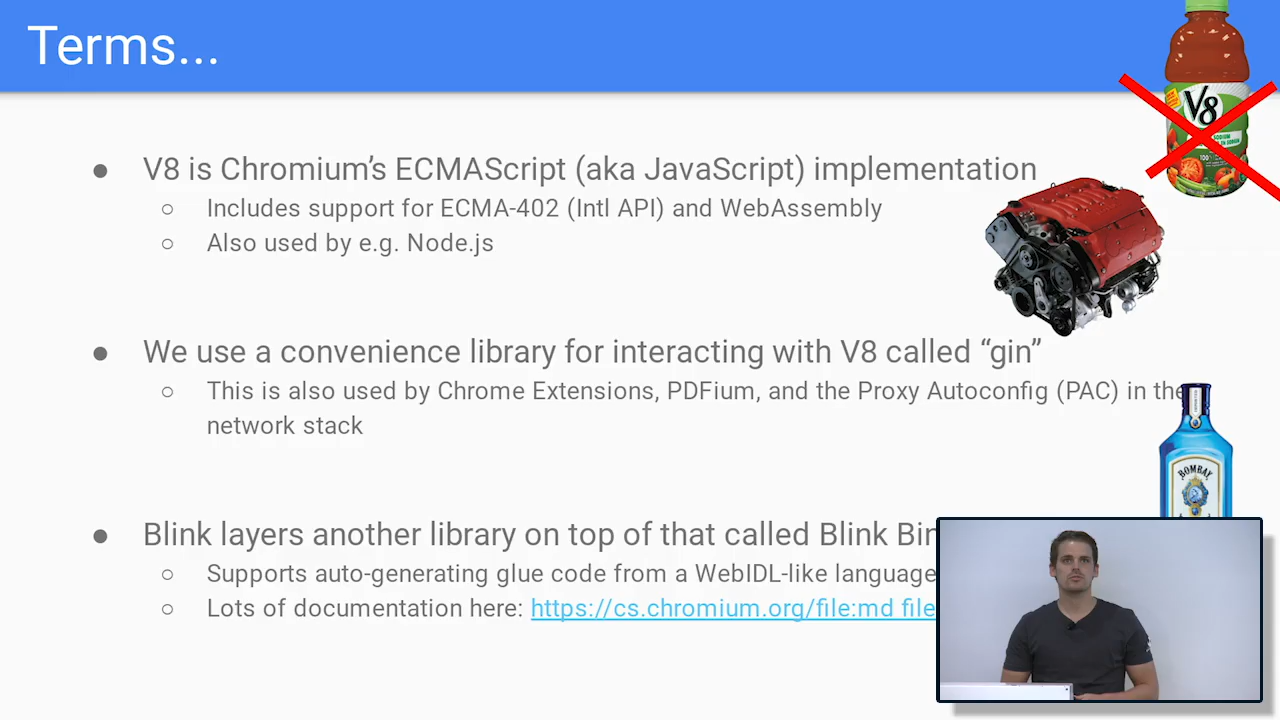 Terms...
V8
● V8 is Chromium’s ECMAScript (aka JavaScript) implementation
○ Includes support for ECMA-402 (Intl API) and WebAssembly
○ Also used by e.g. Node.js
● We use a convenience library for interacting with V8 called “gin”
○ This is also used by Chrome Extensions, PDFium, and the Proxy Autoconfig (PAC) in the
network stack
BOMBAY
● Blink layers another library on top of that called Blink Bin
○ Supports auto-generating glue code from a WebIDL-like language
○ Lots of documentation here: https://cs.chromium.org/file:md file